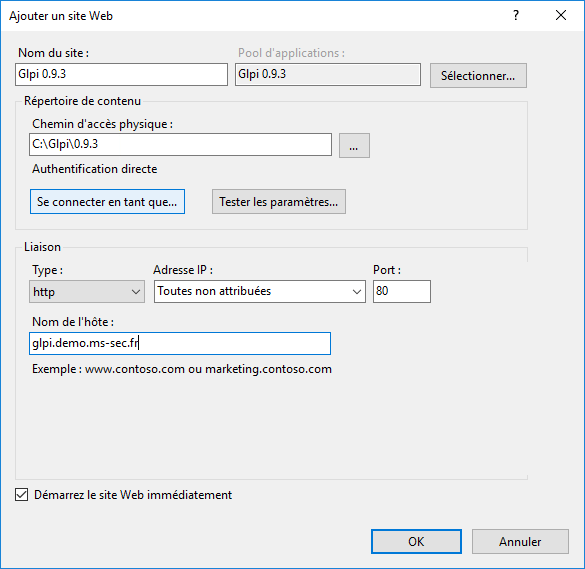 Ajouter un site Web
?
Nom du site :
Pool d'applications :
Glpi 0.9.3
Glpi 0.9.3
Sélectionner...
Répertoire de contenu
Chemin d'accès physique :
C:\Glpi\0.9.3
...
Authentification directe
Se connecter en tant que...
Tester les paramètres...
Liaison
Type :
Adresse IP :
Port :
http
Toutes non attribuées
80
Nom de l'hôte :
glpi.demo.ms-sec.fr
Exemple : www.contoso.com ou marketing.contoso.com
Démarrez le site Web immédiatement
OK
Annuler